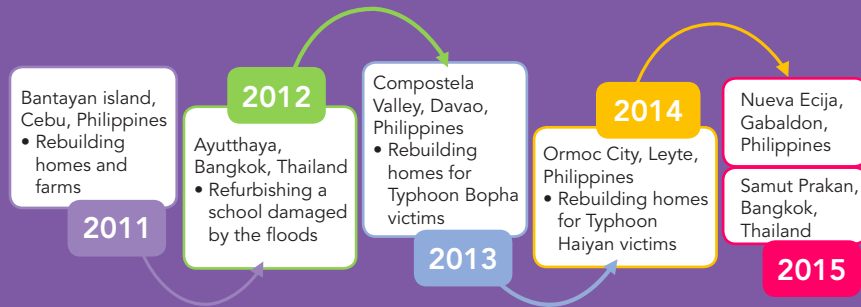 Bantayan island,
Cebu, Philippines
• Rebuilding
homes and
farms
2011
2012
Ayutthaya,
Bangkok, Thailand
• Refurbishing a
school damaged
by the floods
Compostela
Valley, Davao,
Philippines
• Rebuilding
homes for
Typhoon Bopha
victims
2013
2014
Ormoc City, Leyte,
Philippines
• Rebuilding homes
for Typhoon
Haiyan victims
Nueva Ecija,
Gabaldon,
Philippines
Samut Prakan,
Bangkok,
Thailand
2015